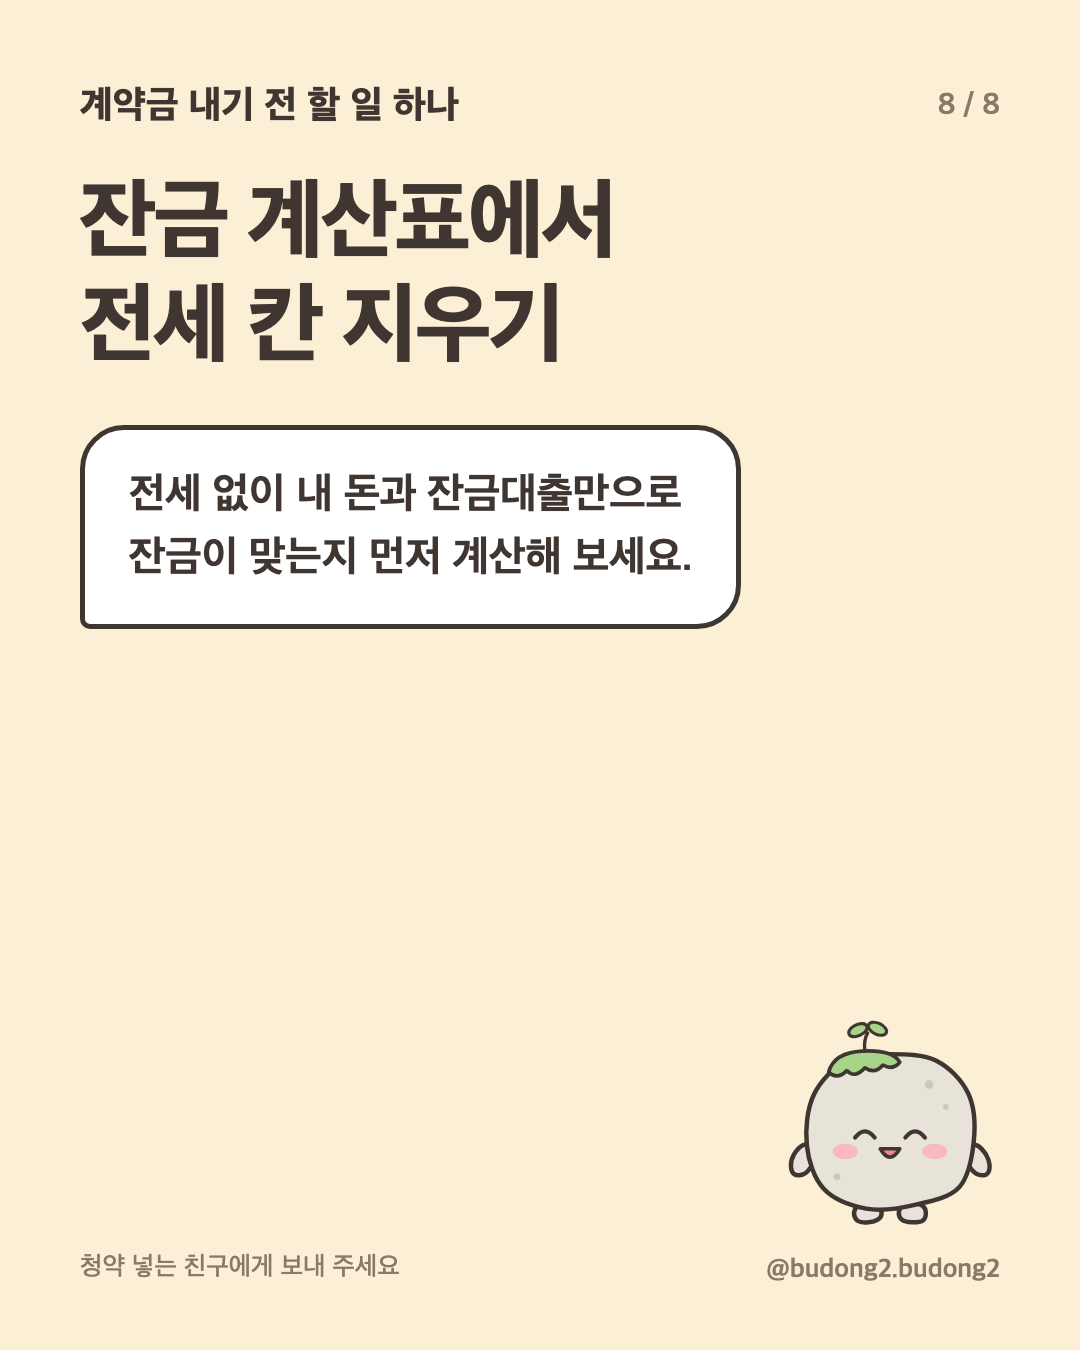 계약금 내기 전 할 일 하나
8 / 8
잔금 계산표에서
전세 칸 지우기
전세 없이 내 돈과 잔금대출만으로
잔금이 맞는지 먼저 계산해 보세요.
청약 넣는 친구에게 보내 주세요
@budong2.budong2